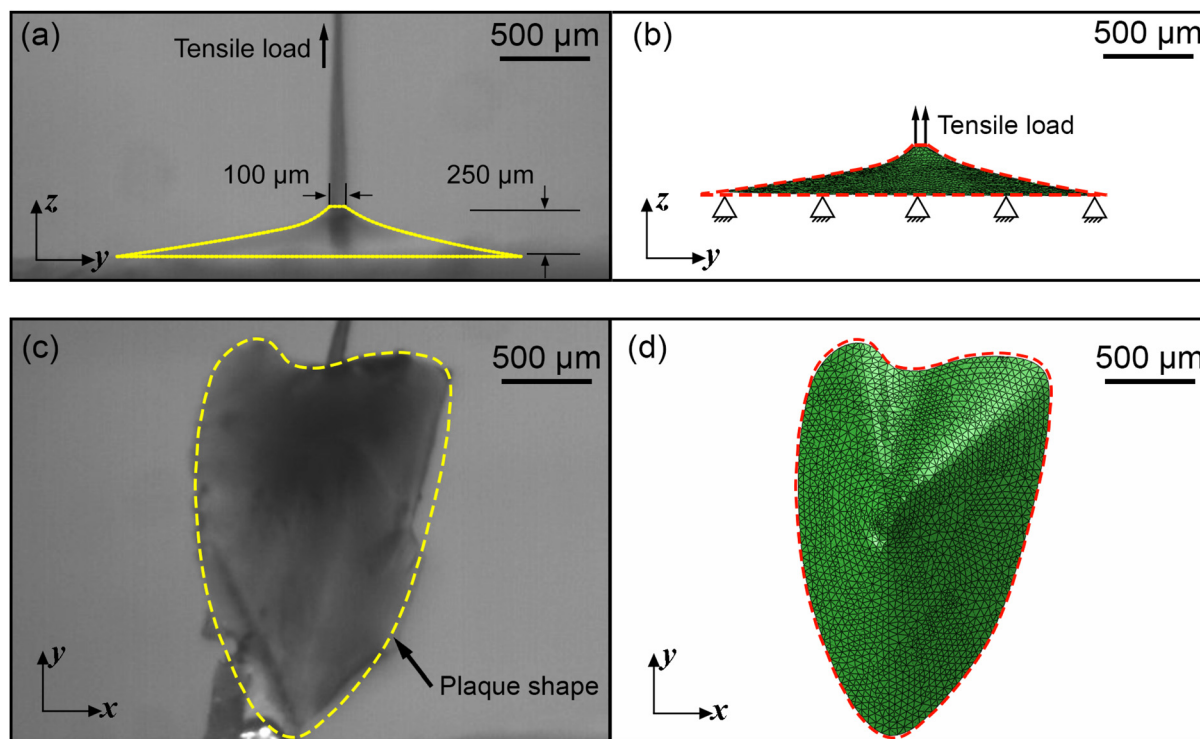 (a)
Tensile load
500 µm
100 µm
250 µm
z
y
(b)
500 µm
Tensile load
z
y
(c)
500 µm
y
x
Plaque shape
(d)
500 µm
y
x